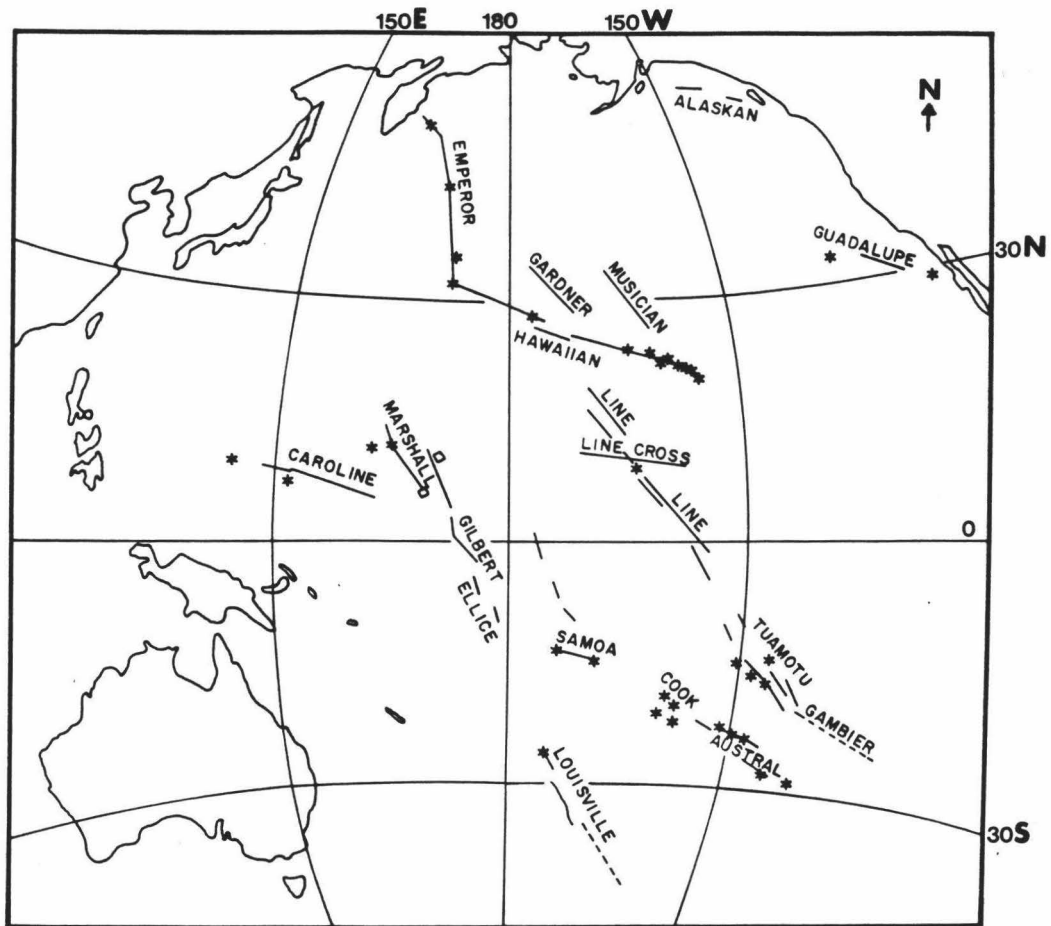 150E 180 150W
N
ALASKAN
EMPEROR
GUADALUPE
30N
GARDNER
MUSICIAN
HAWAIIAN
LINE
MARSHALL
LINE CROSS
CAROLINE
LINE
GILBERT
0
ELLICE
SAMOA
TUAMOTU
COOK
GAMBIER
AUSTRAL
LOUISVILLE
30S